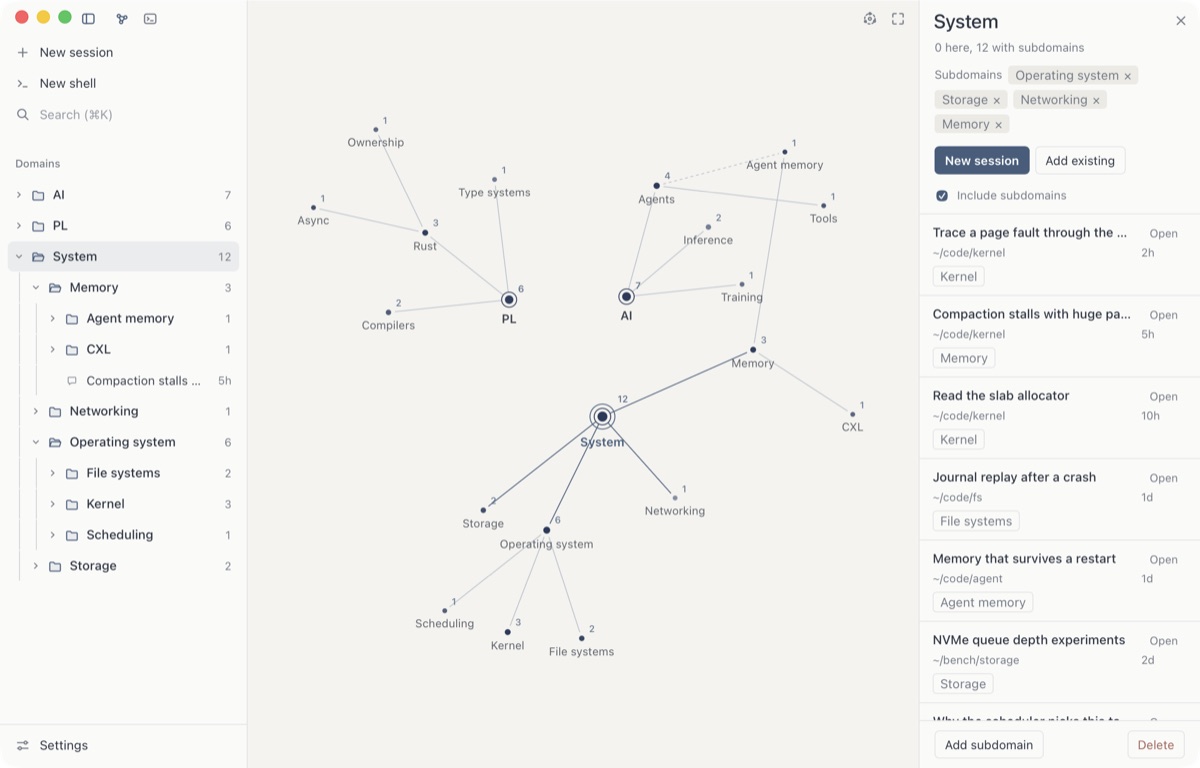 New session
New shell
Search (⌘K)
Domains
AI 7
PL 6
System 12
Memory 3
Agent memory 1
CXL 1
Compaction stalls ... 5h
Networking 1
Operating system 6
File systems 2
Kernel 3
Scheduling 1
Storage 2
Settings
1
Ownership
1
Type systems
1
Async
3
Rust
2
Compilers
6
PL
1
Agent memory
4
Agents
1
Tools
2
Inference
1
Training
7
AI
3
Memory
1
CXL
12
System
2
Storage
1
Networking
6
Operating system
1
Scheduling
3
Kernel
2
File systems
System
0 here, 12 with subdomains
Subdomains Operating system ×
Storage × Networking ×
Memory ×
New session Add existing
Include subdomains
Trace a page fault through the ... Open
~/code/kernel 2h
Kernel
Compaction stalls with huge pa... Open
~/code/kernel 5h
Memory
Read the slab allocator Open
~/code/kernel 10h
Kernel
Journal replay after a crash Open
~/code/fs 1d
File systems
Memory that survives a restart Open
~/code/agent 1d
Agent memory
NVMe queue depth experiments Open
~/bench/storage 2d
Storage
Add subdomain Delete